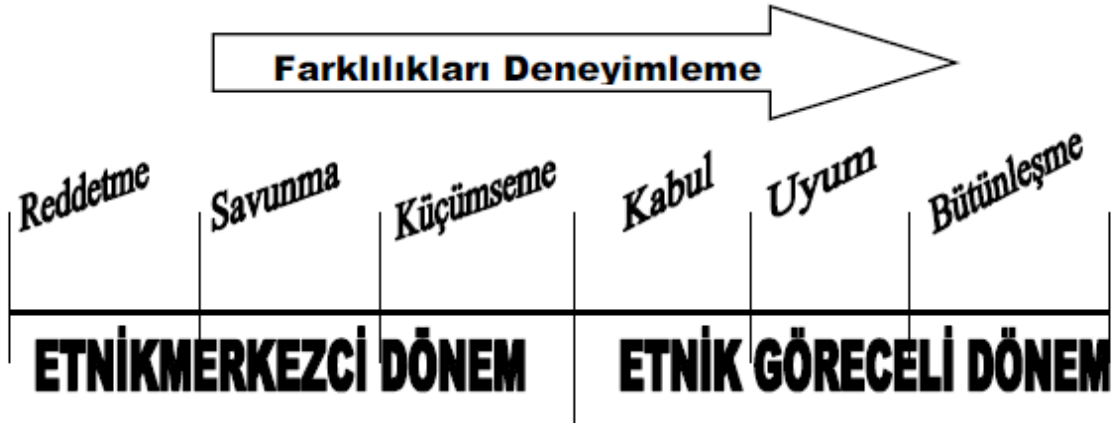 Farklılıkları Deneyimleme
Reddetme Savunma Küçümseme Kabul Uyum Bütünleşme
ETNİKMERKEZCİ DÖNEM ETNİK GÖRECELİ DÖNEM